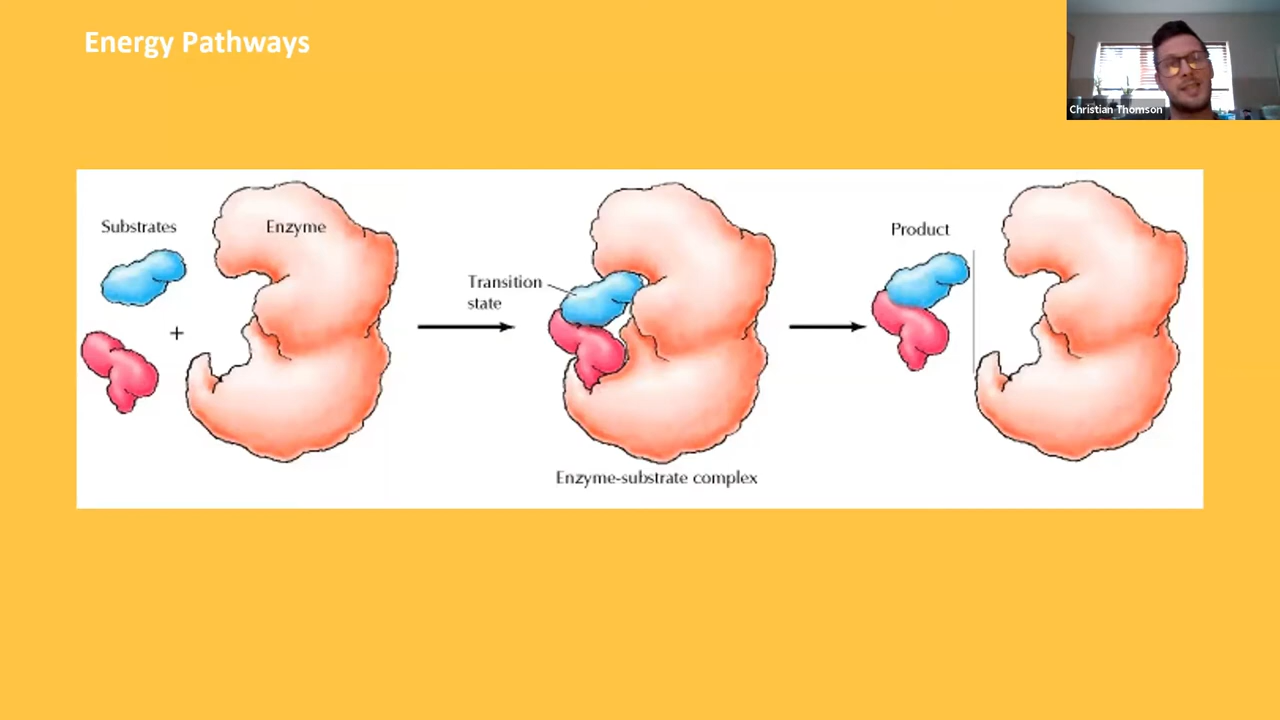 Energy Pathways
Christian Thomson
Substrates
Enzyme
+
Transition
state
Product
Enzyme-substrate complex